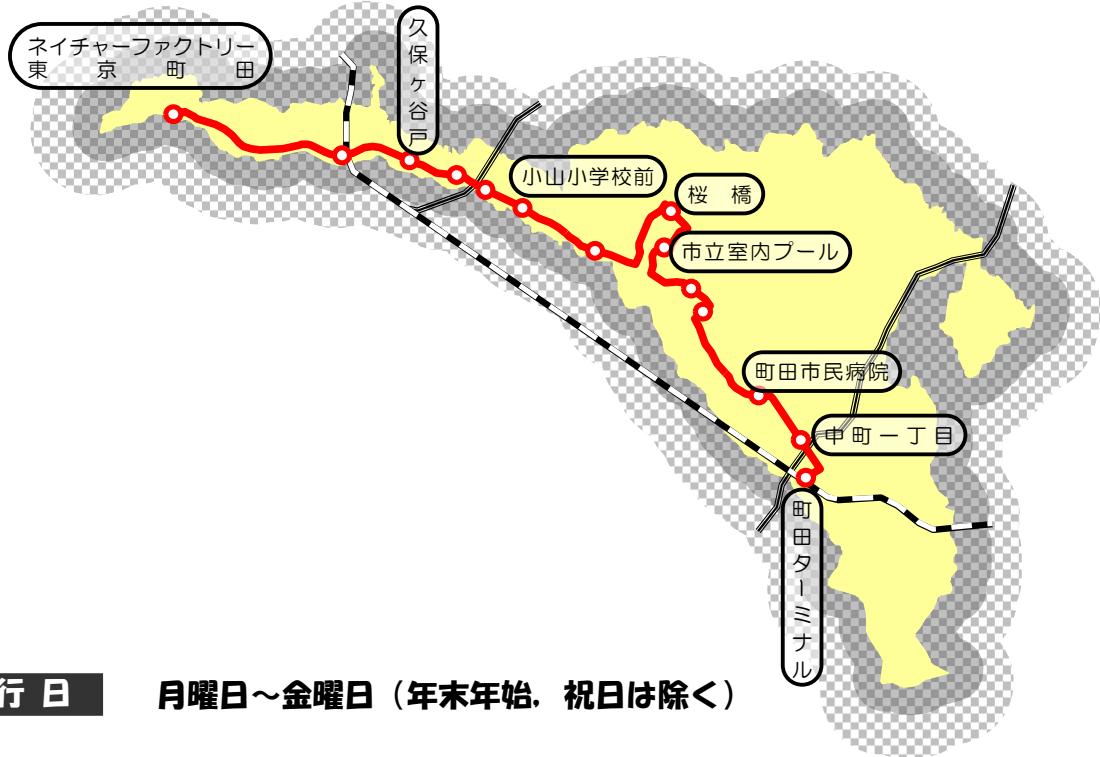 ネイチャーファクトリー
東京町田
久保ヶ谷戸
小山小学校前
桜橋
市立室内プール
町田市民病院
中町一丁目
町田ターミナル
行日
月曜日～金曜日（年末年始，祝日は除く）